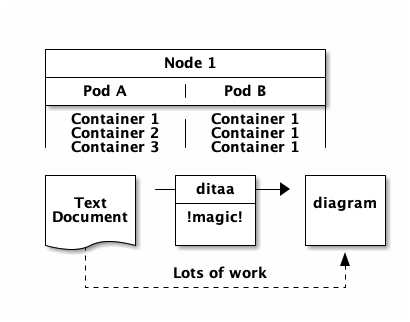 Node 1
Pod A | Pod B
Container 1 Container 1
Container 2 Container 1
Container 3 Container 1
Text
Document
ditaa
!magic!
diagram
Lots of work